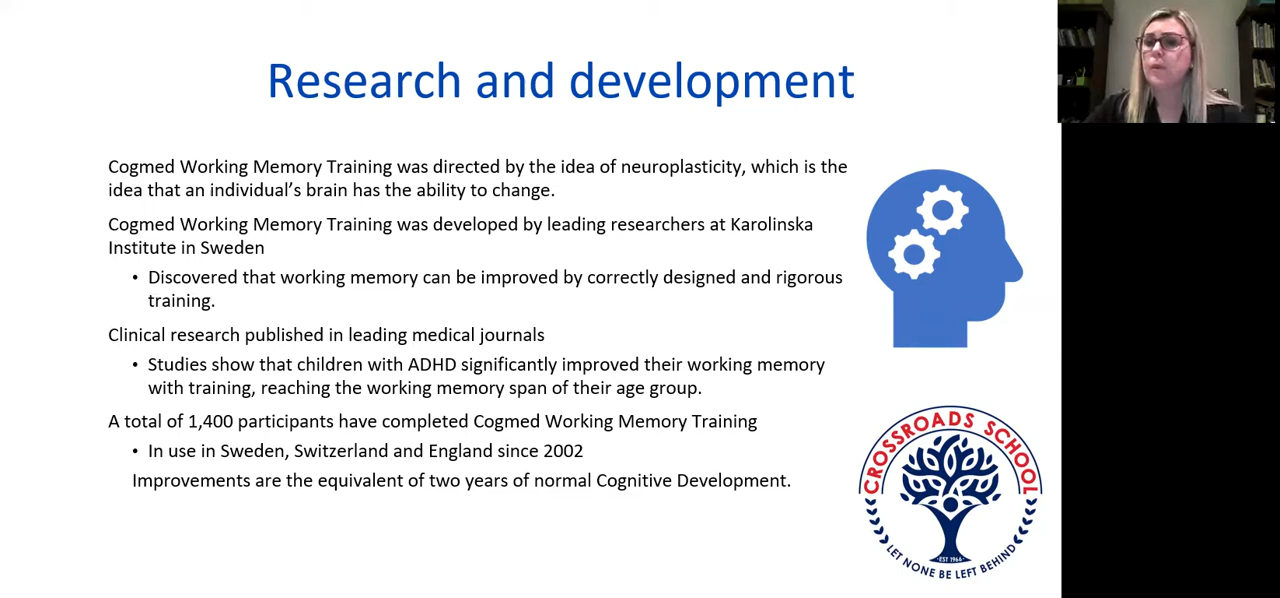 Research and development
Cogmed Working Memory Training was directed by the idea of neuroplasticity, which is the
idea that an individual's brain has the ability to change.
Cogmed Working Memory Training was developed by leading researchers at Karolinska
Institute in Sweden
• Discovered that working memory can be improved by correctly designed and rigorous
training.
Clinical research published in leading medical journals
• Studies show that children with ADHD significantly improved their working memory
with training, reaching the working memory span of their age group.
A total of 1,400 participants have completed Cogmed Working Memory Training
• In use in Sweden, Switzerland and England since 2002
Improvements are the equivalent of two years of normal Cognitive Development.
CROSSROADS SCHOOL
EST 1964
LET NONE BE LEFT BEHIND